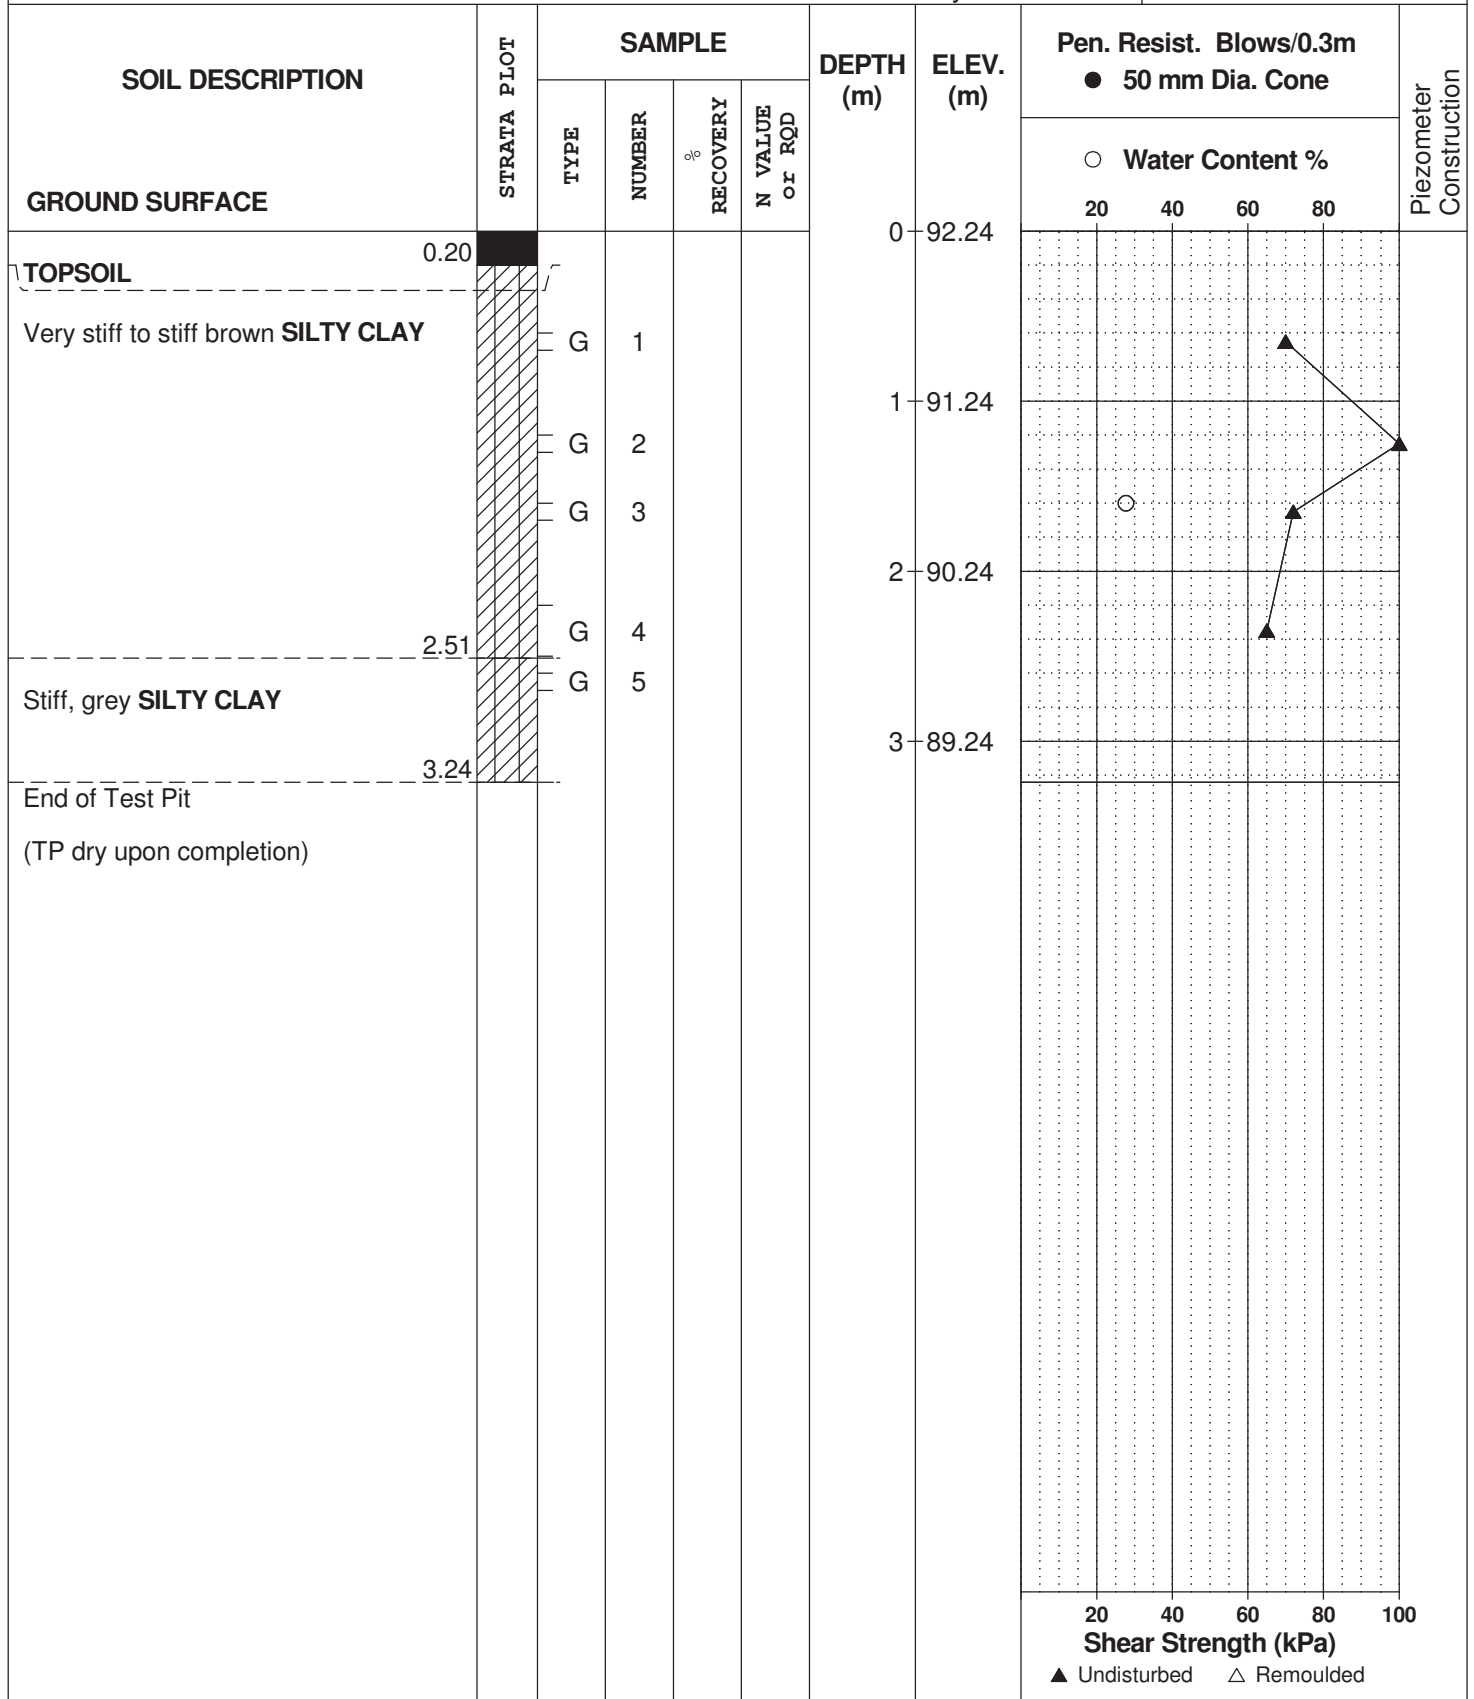 SOIL DESCRIPTION
GROUND SURFACE
STRATA PLOT
SAMPLE
TYPE
NUMBER
%
RECOVERY
N VALUE
or RQD
DEPTH
(m)
ELEV.
(m)
Pen. Resist. Blows/0.3m
● 50 mm Dia. Cone
○ Water Content %
20 40 60 80
Piezometer
Construction
0 92.24
0.20
TOPSOIL
Very stiff to stiff brown SILTY CLAY
G 1
1 91.24
G 2
G 3
2 90.24
G 4
2.51
G 5
Stiff, grey SILTY CLAY
3 89.24
3.24
End of Test Pit
(TP dry upon completion)
20 40 60 80 100
Shear Strength (kPa)
▲ Undisturbed △ Remoulded